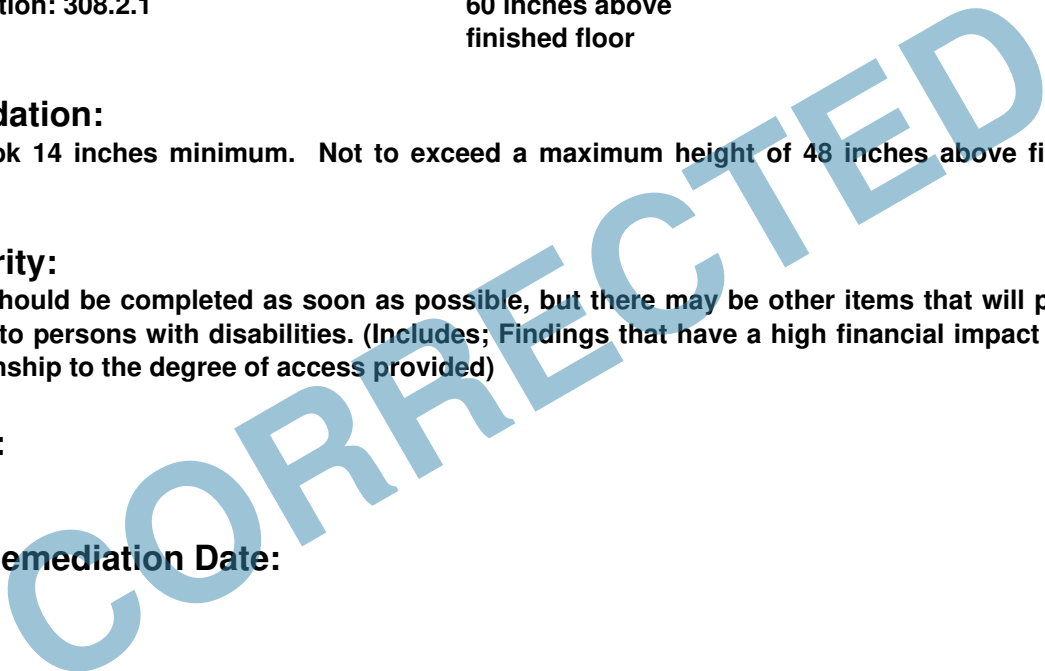 tion: 308.2.1 60 inches above
finished floor
dation:
ok 14 inches minimum. Not to exceed a maximum height of 48 inches above fi
rity:
hould be completed as soon as possible, but there may be other items that will p
to persons with disabilities. (Includes; Findings that have a high financial impact
nship to the degree of access provided)
:
emediation Date:
CORRECTED